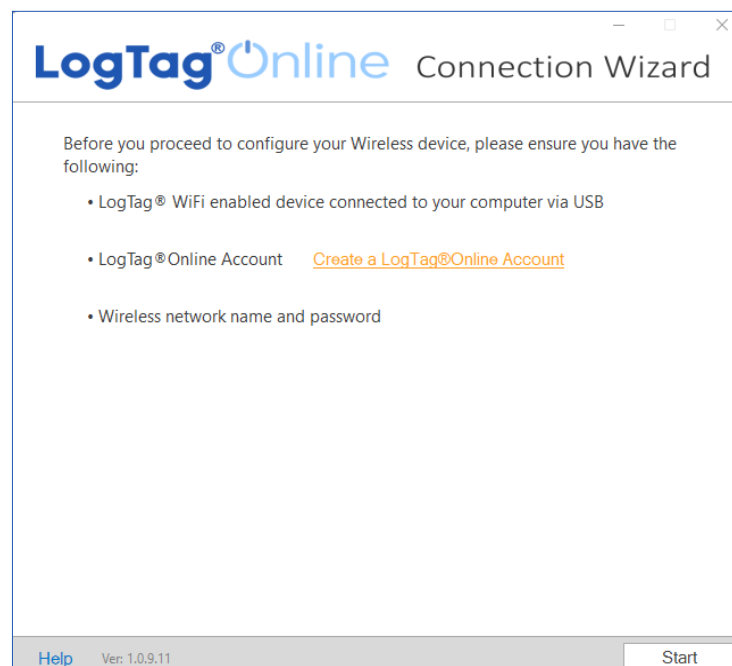 LogTag®Online Connection Wizard
Before you proceed to configure your Wireless device, please ensure you have the
following:
• LogTag® WiFi enabled device connected to your computer via USB
• LogTag®Online Account Create a LogTag®Online Account
• Wireless network name and password
Help Ver: 1.0.9.11 Start